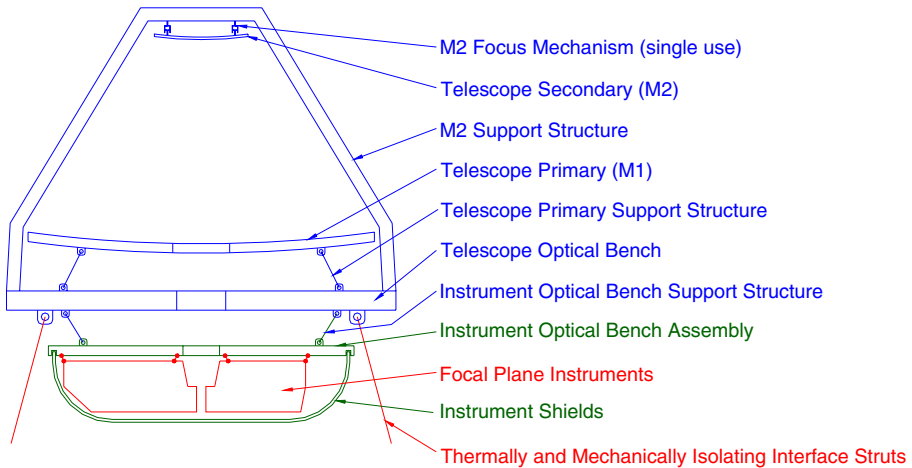 M2 Focus Mechanism (single use)
Telescope Secondary (M2)
M2 Support Structure
Telescope Primary (M1)
Telescope Primary Support Structure
Telescope Optical Bench
Instrument Optical Bench Support Structure
Instrument Optical Bench Assembly
Focal Plane Instruments
Instrument Shields
Thermally and Mechanically Isolating Interface Struts